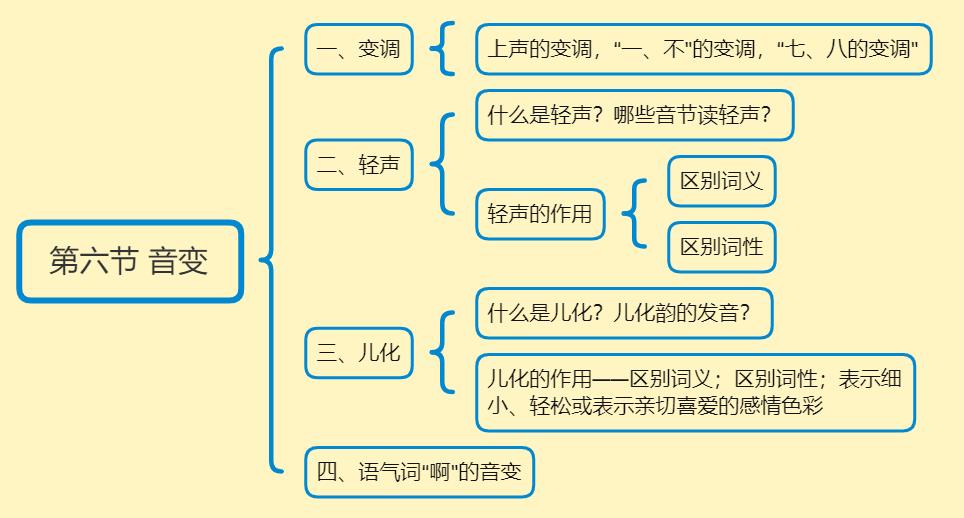 第六节 音变
一、变调
上声的变调，"一、不"的变调，"七、八的变调"
二、轻声
什么是轻声？哪些音节读轻声？
轻声的作用
区别词义
区别词性
三、儿化
什么是儿化？儿化韵的发音？
儿化的作用——区别词义；区别词性；表示细
小、轻松或表示亲切喜爱的感情色彩
四、语气词"啊"的音变